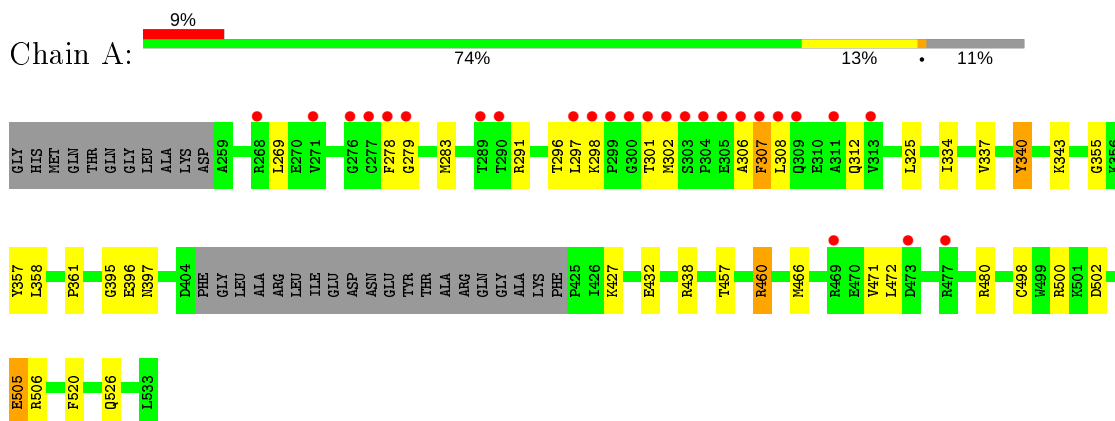 9%
Chain A:
74% 13% • 11%
GLY HIS MET GLN THR GLN GLY LEU ALA LYS ASP A259 R268 L269 E270 V271 G276 C277 F278 G279 M283 T289 T290 R291 T296 L297 K298 P299 G300 T301 M302 S303 P304 E305 A306 F307 L308 Q309 E310 A311 Q312 V313 L325 I334 V337 Y340 K343 G355 K356
Y357 L358 P361 G395 E396 N397 D404 PHE GLY LEU ALA ARG LEU ILE GLU ASP ASN GLU TYR THR ALA ARG GLN GLY ALA LYS PHE P425 I426 K427 E432 R438 T457 R460 M466 R469 E470 V471 L472 D473 R477 R480 C498 W499 R500 K501 D502
E505 R506 F520 Q526 L533